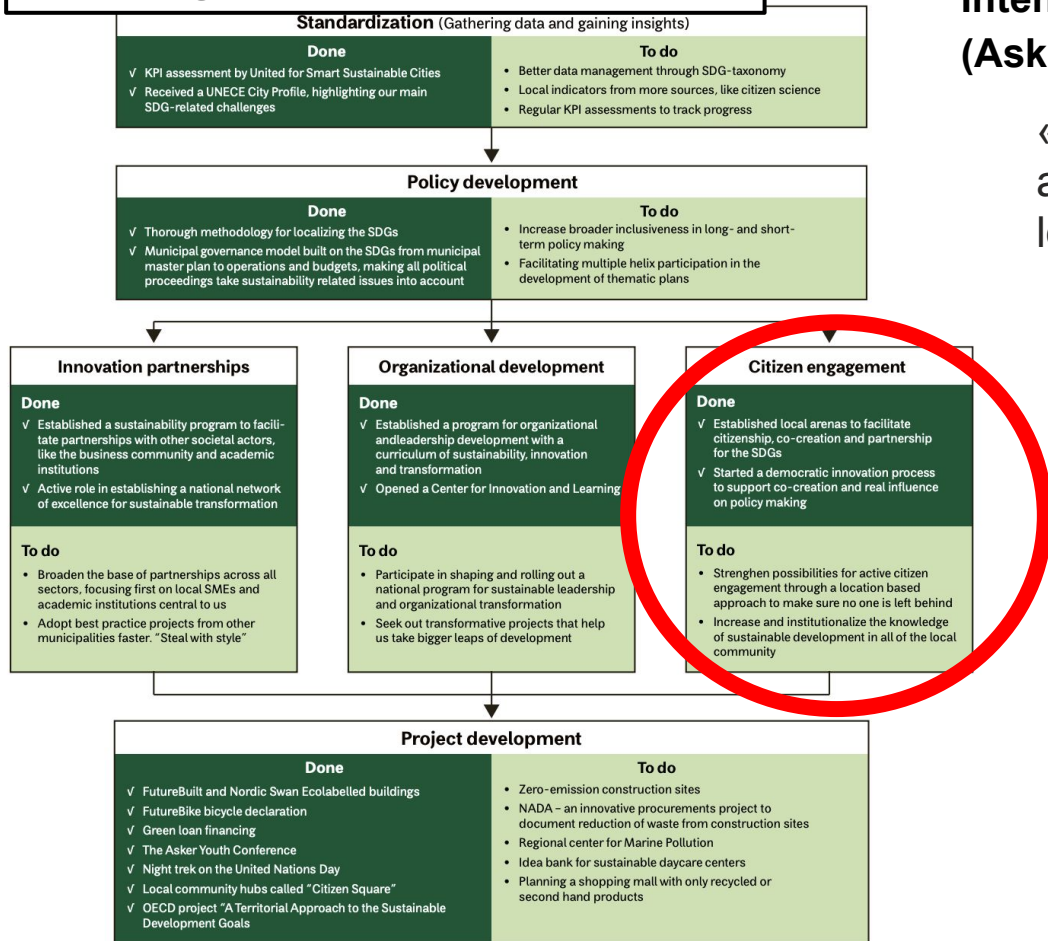 Standardization (Gathering data and gaining insights)
Done
√ KPI assessment by United for Smart Sustainable Cities
√ Received a UNECE City Profile, highlighting our main
SDG-related challenges
To do
• Better data management through SDG-taxonomy
• Local indicators from more sources, like citizen science
• Regular KPI assessments to track progress
Policy development
Done
√ Thorough methodology for localizing the SDGs
√ Municipal governance model built on the SDGs from municipal
master plan to operations and budgets, making all political
proceedings take sustainability related issues into account
To do
• Increase broader inclusiveness in long- and short-
term policy making
• Facilitating multiple helix participation in the
development of thematic plans
Innovation partnerships
Done
√ Established a sustainability program to facili-
tate partnerships with other societal actors,
like the business community and academic
institutions
√ Active role in establishing a national network
of excellence for sustainable transformation
To do
• Broaden the base of partnerships across all
sectors, focusing first on local SMEs and
academic institutions central to us
• Adopt best practice projects from other
municipalities faster. "Steal with style"
Organizational development
Done
√ Established a program for organizational
andleadership development with a
curriculum of sustainability, innovation
and transformation
√ Opened a Center for Innovation and Learning
To do
• Participate in shaping and rolling out a
national program for sustainable leadership
and organizational transformation
• Seek out transformative projects that help
us take bigger leaps of development
Citizen engagement
Done
√ Established local arenas to facilitate
citizenship, co-creation and partnership
for the SDGs
√ Started a democratic innovation process
to support co-creation and real influence
on policy making
To do
• Strenghen possibilities for active citizen
engagement through a location based
approach to make sure no one is left behind
• Increase and institutionalize the knowledge
of sustainable development in all of the local
community
Project development
Done
√ FutureBuilt and Nordic Swan Ecolabelled buildings
√ FutureBike bicycle declaration
√ Green loan financing
√ The Asker Youth Conference
√ Night trek on the United Nations Day
√ Local community hubs called "Citizen Square"
√ OECD project "A Territorial Approach to the Sustainable
Development Goals
To do
• Zero-emission construction sites
• NADA – an innovative procurements project to
document reduction of waste from construction sites
• Regional center for Marine Pollution
• Idea bank for sustainable daycare centers
• Planning a shopping mall with only recycled or
second hand products
(Ask
«